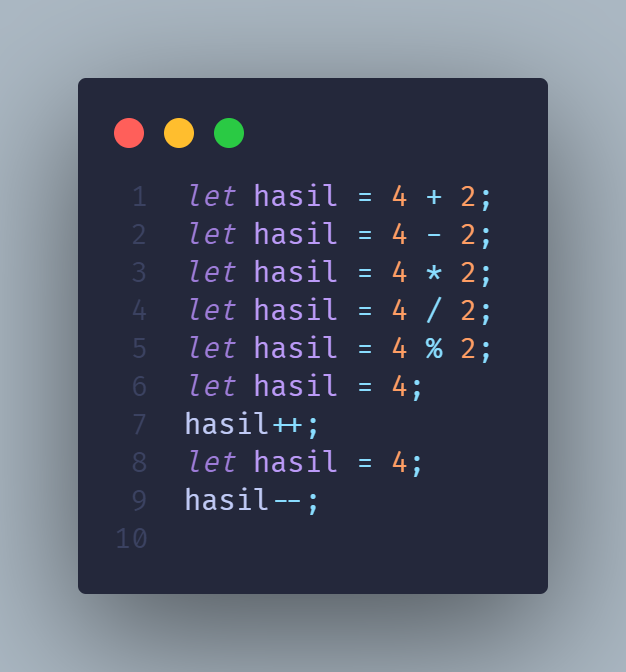 1 let hasil = 4 + 2;
2 let hasil = 4 - 2;
3 let hasil = 4 * 2;
4 let hasil = 4 / 2;
5 let hasil = 4 % 2;
6 let hasil = 4;
7 hasil++;
8 let hasil = 4;
9 hasil--;
10